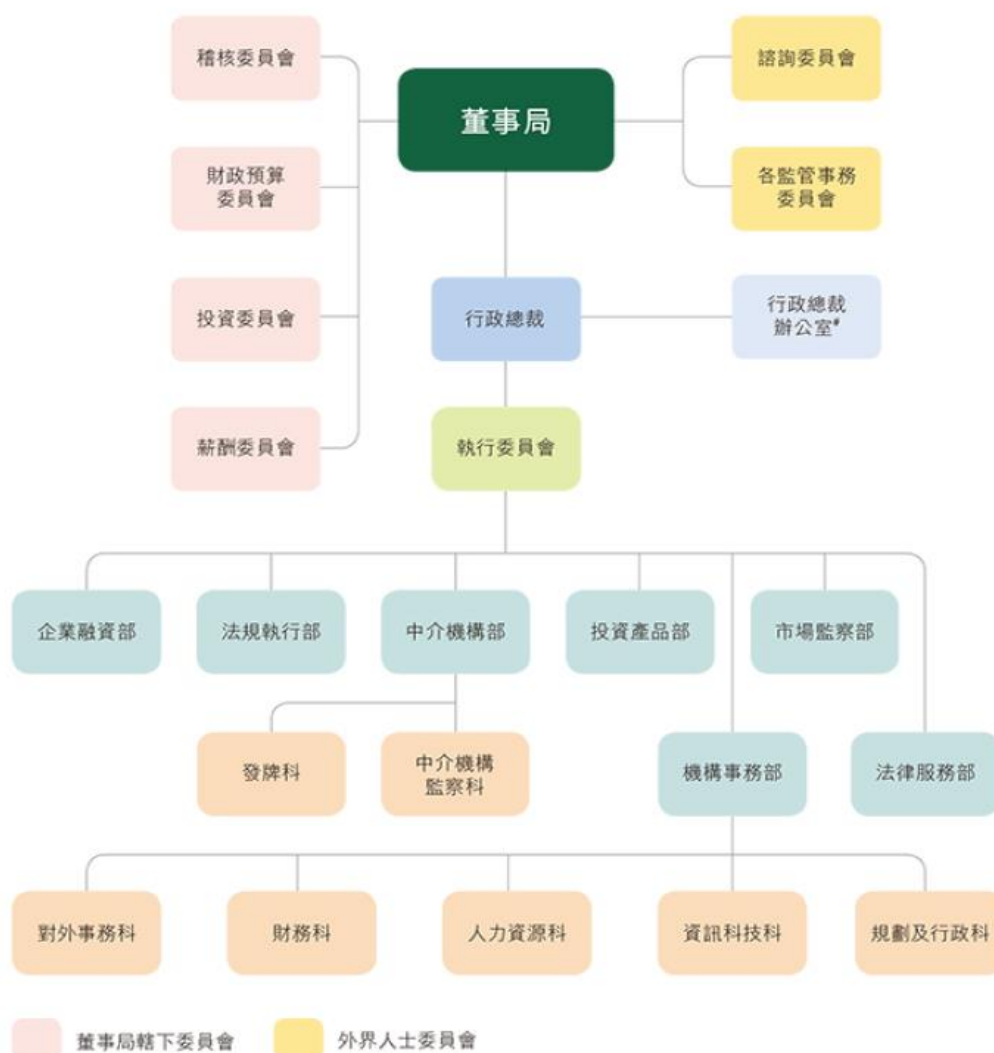 稽核委員會
諮詢委員會
董事局
財政預算
委員會
各監管事務
委員會
投資委員會
行政總裁
行政總裁
辦公室#
薪酬委員會
執行委員會
企業融資部
法規執行部
中介機構部
投資產品部
市場監察部
發牌科
中介機構
監察科
機構事務部
法律服務部
對外事務科
財務科
人力資源科
資訊科技科
規劃及行政科
董事局轄下委員會
外界人士委員會